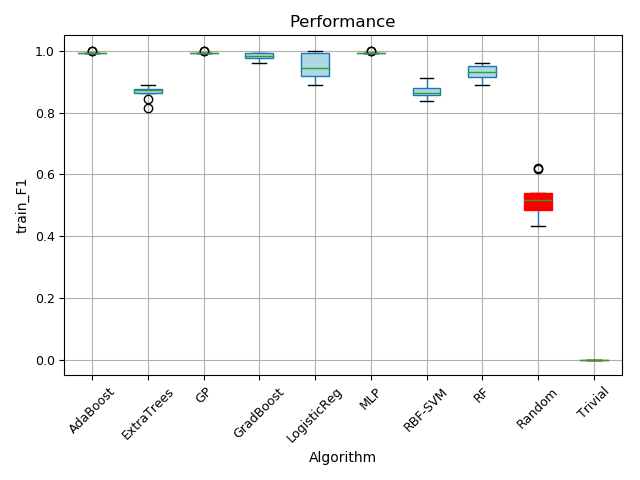 Performance
train_F1
1.0
0.8
0.6
0.4
0.2
0.0
AdaBoost
ExtraTrees
GP
GradBoost
LogisticReg
MLP
RBF-SVM
RF
Random
Trivial
Algorithm